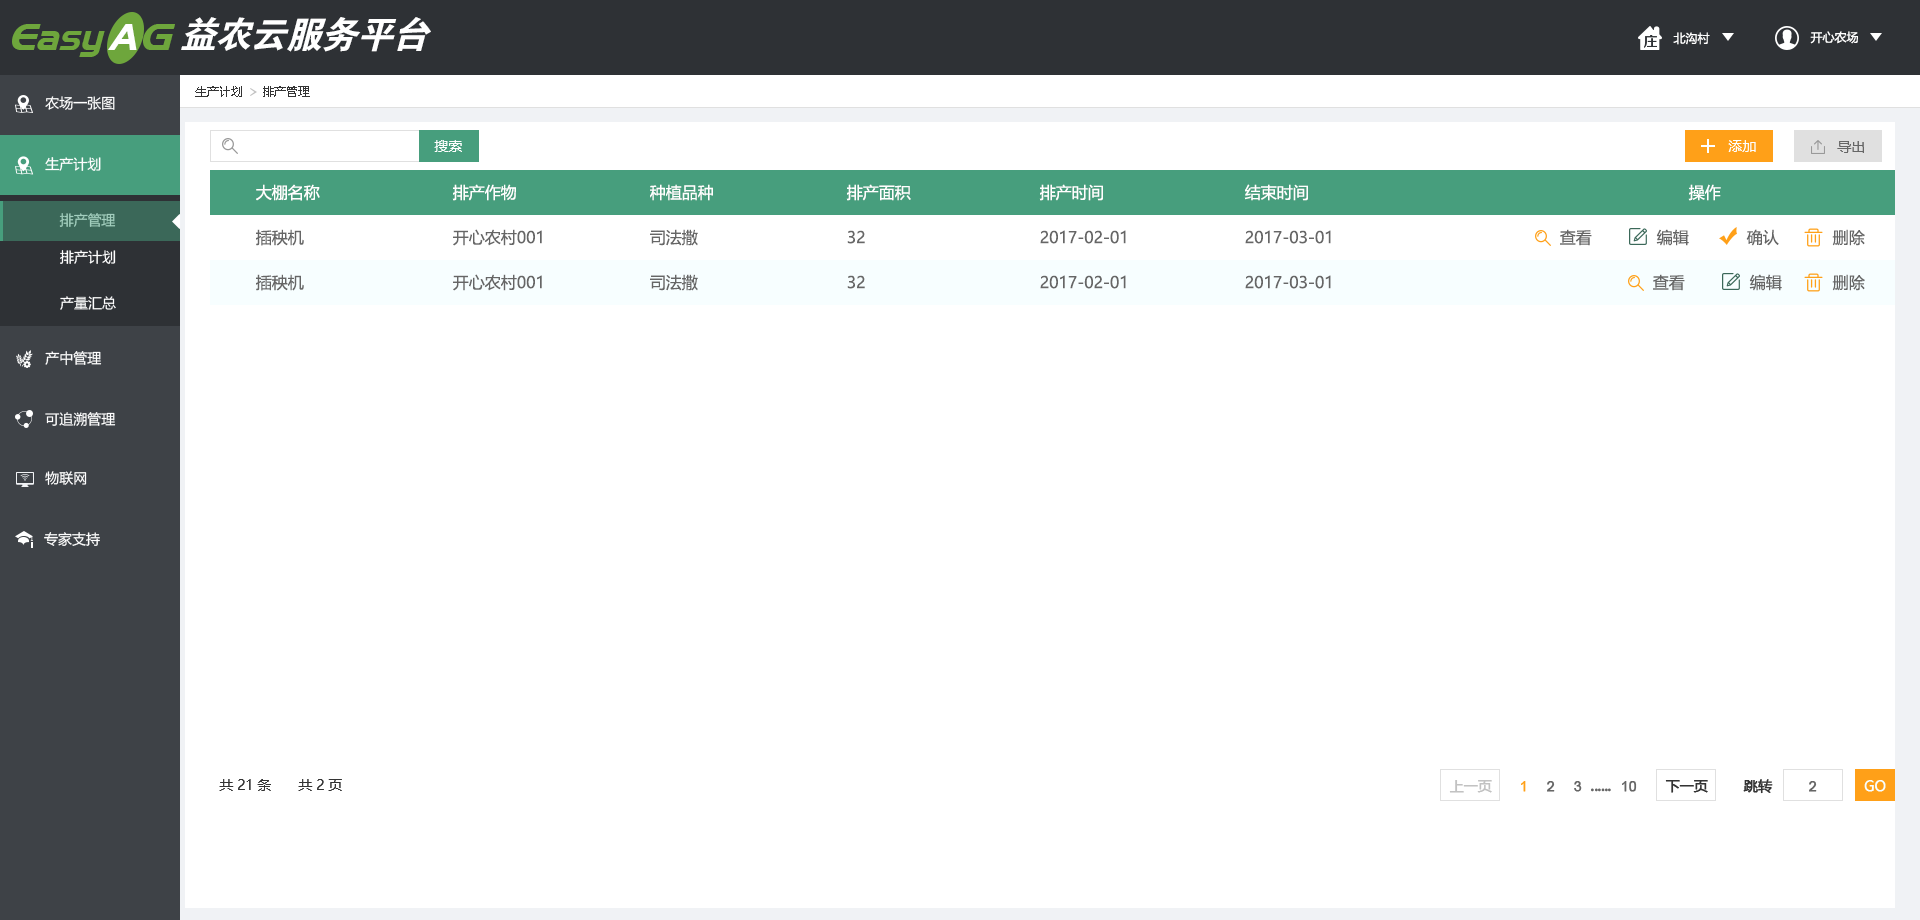 EasyAG 益农云服务平台
庄 北沟村 开心农场
农场一张图
生产计划
排产管理
排产计划
产量汇总
产中管理
可追溯管理
物联网
专家支持
生产计划 > 排产管理
搜索 添加 导出
大棚名称 排产作物 种植品种 排产面积 排产时间 结束时间 操作
插秧机 开心农村001 司法撒 32 2017-02-01 2017-03-01 查看 编辑 确认 删除
插秧机 开心农村001 司法撒 32 2017-02-01 2017-03-01 查看 编辑 删除
共 21 条 共 2 页 上一页 1 2 3 ...... 10 下一页 跳转 2 GO